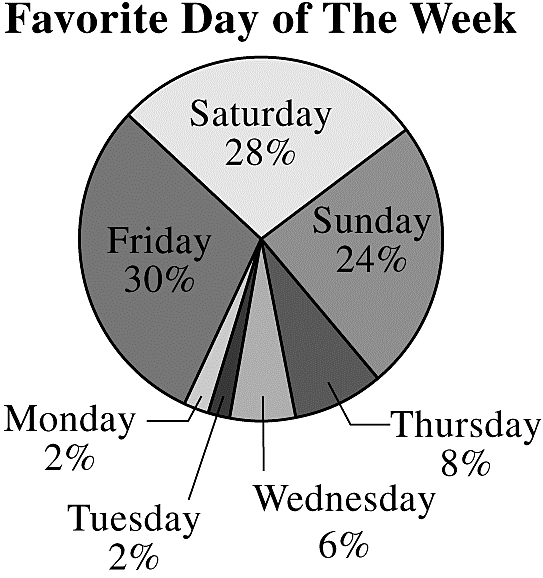 Favorite Day of The Week
Saturday
28%
Sunday
24%
Friday
30%
Monday
2%
Thursday
8%
Wednesday
6%
Tuesday
2%